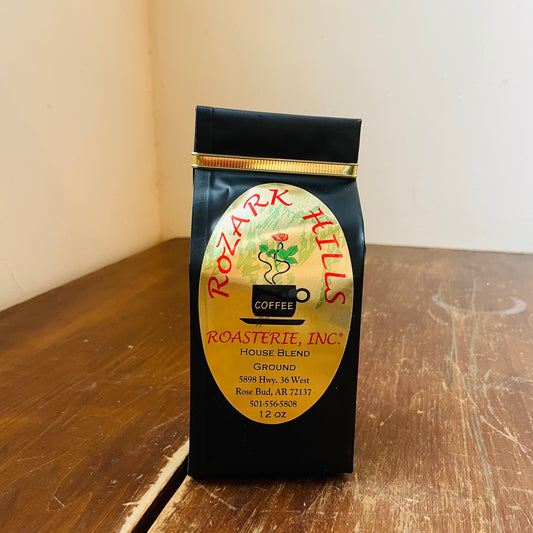 ROZARK HILLS
COFFEE
ROASTERIE, INC.®
HOUSE BLEND
GROUND
5898 Hwy. 36 West
Rose Bud, AR 72137
501-556-5808
12 oz